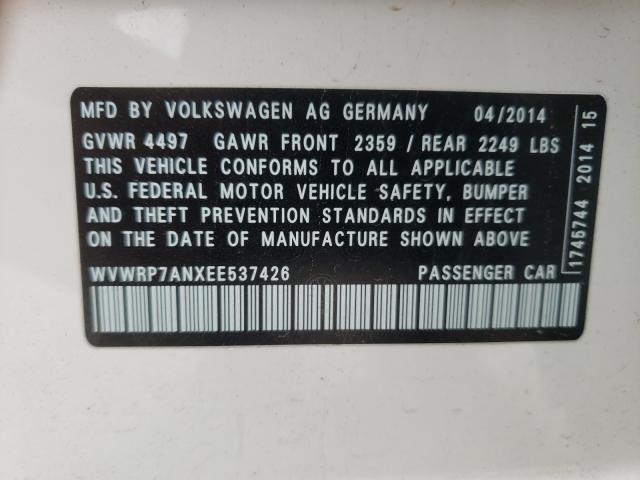 MFD BY VOLKSWAGEN AG GERMANY 04/2014
GVWR 4497 GAWR FRONT 2359 / REAR 2249 LBS
THIS VEHICLE CONFORMS TO ALL APPLICABLE
U.S. FEDERAL MOTOR VEHICLE SAFETY, BUMPER
AND THEFT PREVENTION STANDARDS IN EFFECT
ON THE DATE OF MANUFACTURE SHOWN ABOVE
WVWRP7ANXEE537426 PASSENGER CAR
1745744 2014 15